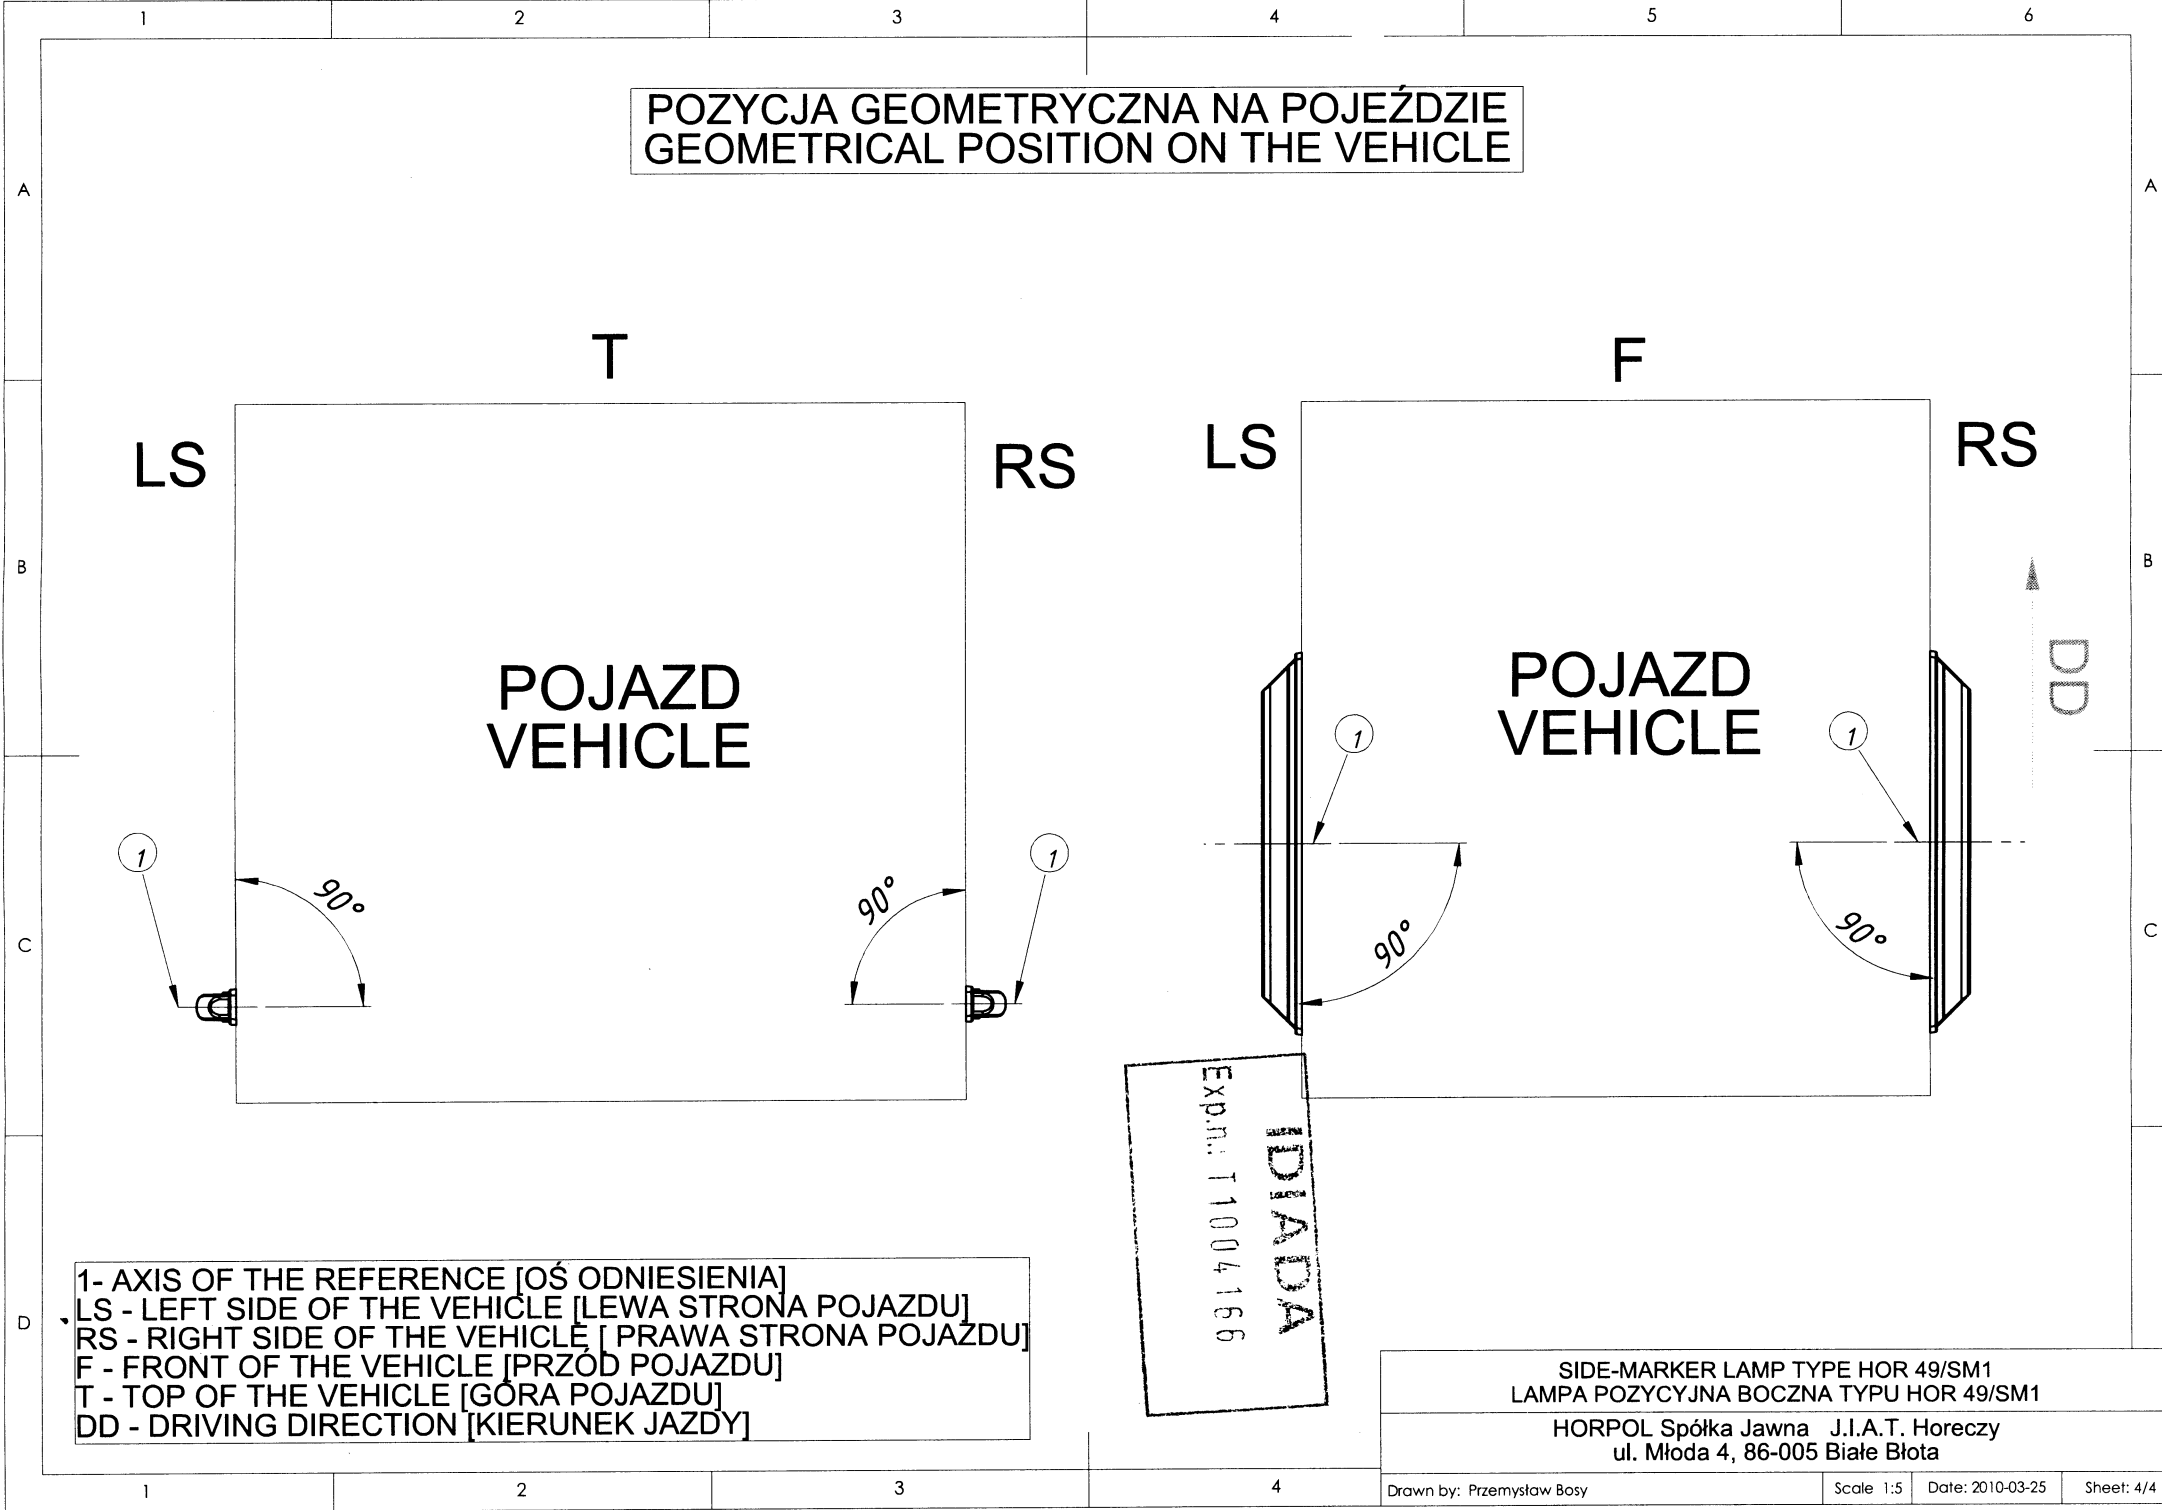 1 2 3 4 5 6
POZYCJA GEOMETRYCZNA NA POJEŹDZIE
GEOMETRICAL POSITION ON THE VEHICLE
A A
T F
LS RS LS RS
B B
DD
POJAZD
VEHICLE
POJAZD
VEHICLE
1 1
1 1
90° 90°
90° 90°
C C
IDIADA
Exp.n.: T1004166
1- AXIS OF THE REFERENCE [OŚ ODNIESIENIA]
LS - LEFT SIDE OF THE VEHICLE [LEWA STRONA POJAZDU]
RS - RIGHT SIDE OF THE VEHICLE [ PRAWA STRONA POJAZDU]
F - FRONT OF THE VEHICLE [PRZÓD POJAZDU]
T - TOP OF THE VEHICLE [GÓRA POJAZDU]
DD - DRIVING DIRECTION [KIERUNEK JAZDY]
D
SIDE-MARKER LAMP TYPE HOR 49/SM1
LAMPA POZYCYJNA BOCZNA TYPU HOR 49/SM1
HORPOL Spółka Jawna J.I.A.T. Horeczy
ul. Młoda 4, 86-005 Białe Błota
Drawn by: Przemysław Bosy Scale 1:5 Date: 2010-03-25 Sheet: 4/4
1 2 3 4